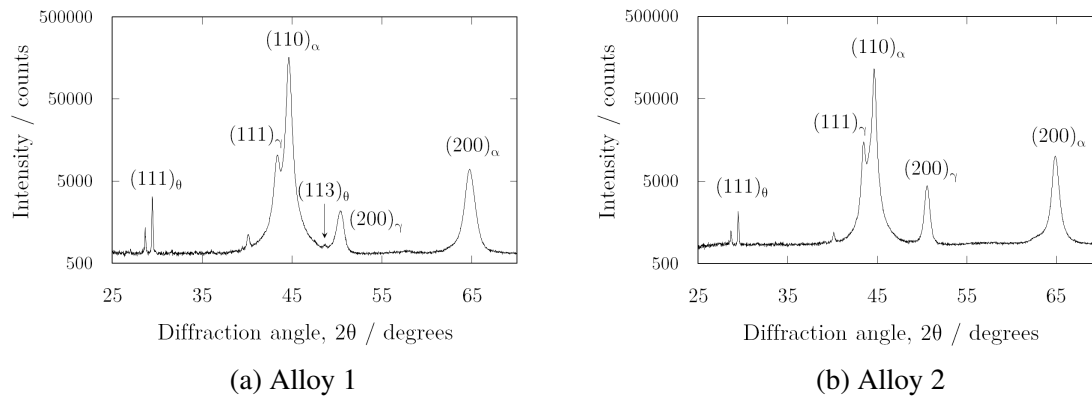 500000
50000
5000
500
Intensity / counts
(110)α
(111)γ
(200)α
(113)θ
(111)θ
(200)γ
25 45 55 65
Diffraction angle, 2θ / degrees
(a) Alloy 1
500000
50000
5000
500
Intensity / counts
(110)α
(111)γ
(200)α
(200)γ
(111)θ
25 45 55 65
Diffraction angle, 2θ / degrees
(b) Alloy 2